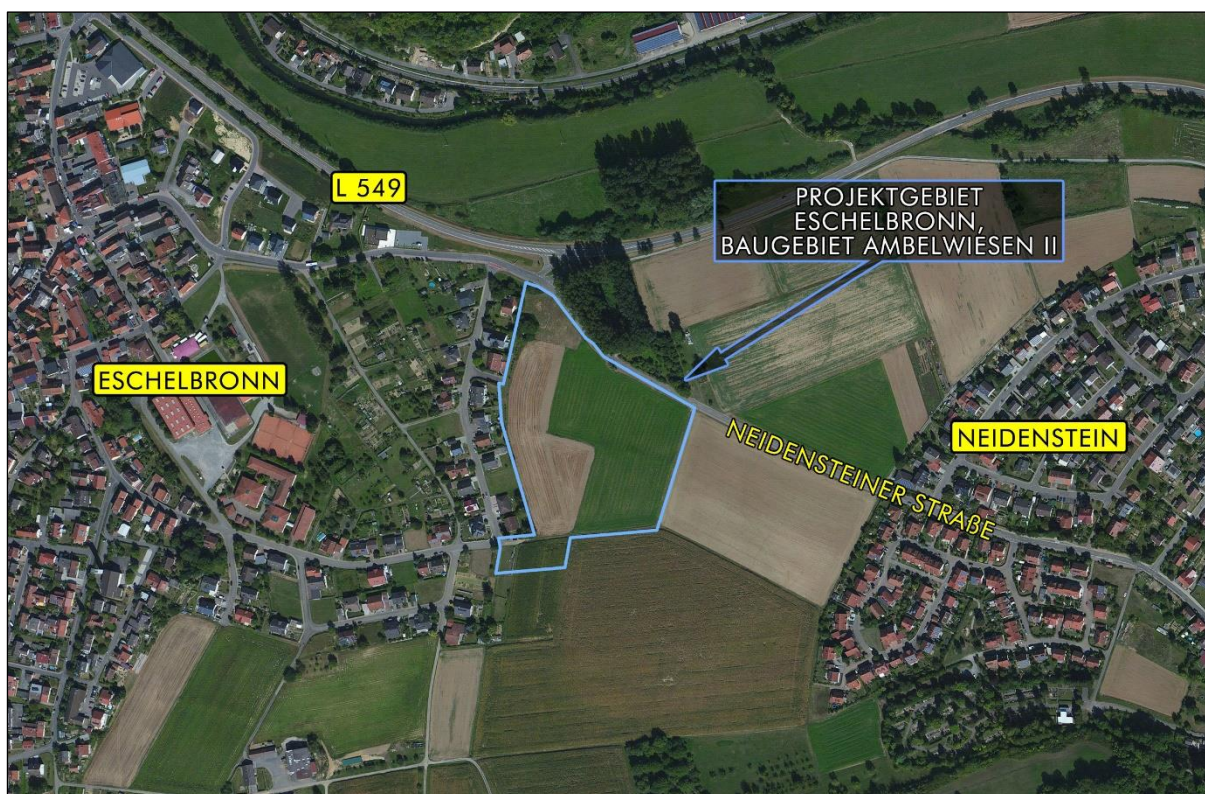 L 549
PROJEKTGEBIET
ESCHELBRONN,
BAUGEBIET AMBELWIESEN II
ESCHELBRONN
NEIDENSTEIN
NEIDENSTEINER STRAẞE